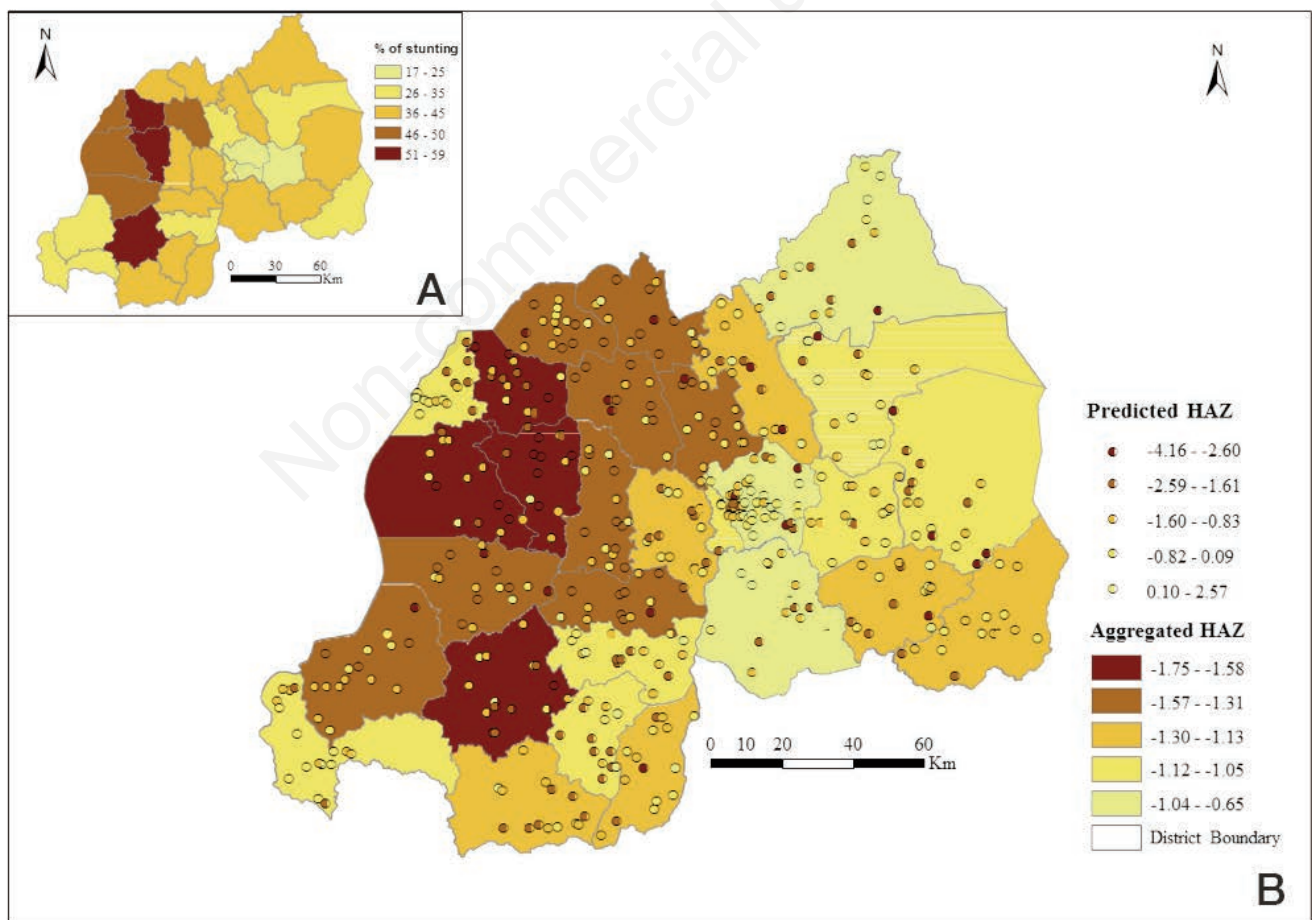 Non-commercial u
N
% of stunting
17 - 25
26 - 35
36 - 45
46 - 50
51 - 59
0 30 60
Km
A
N
Predicted HAZ
-4.16 - -2.60
-2.59 - -1.61
-1.60 - -0.83
-0.82 - 0.09
0.10 - 2.57
Aggregated HAZ
-1.75 - -1.58
-1.57 - -1.31
-1.30 - -1.13
-1.12 - -1.05
-1.04 - -0.65
District Boundary
0 10 20 40 60
Km
B